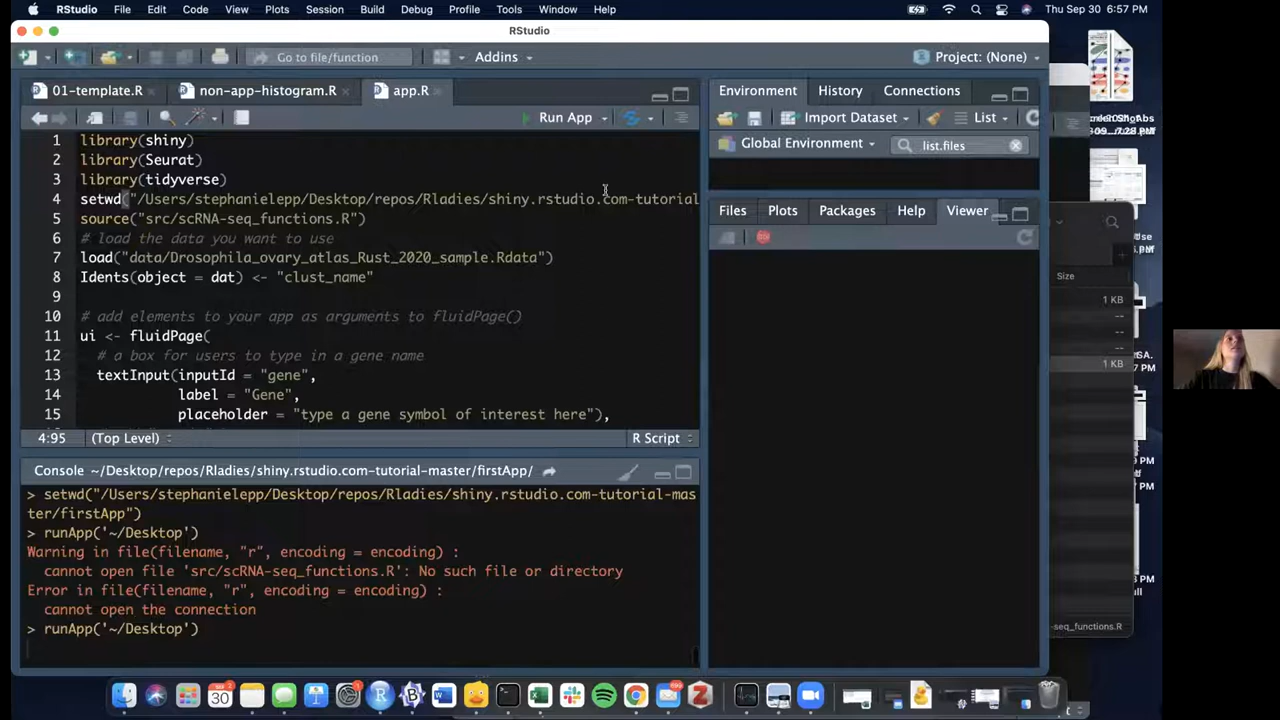 RStudio File Edit Code View Plots Session Build Debug Profile Tools Window Help Thu Sep 30 6:57 PM
RStudio
Go to file/function Addins Project: (None)
01-template.R non-app-histogram.R app.R
Run App
1 library(shiny)
2 library(Seurat)
3 library(tidyverse)
4 setwd("/Users/stephanielepp/Desktop/repos/Rladies/shiny.rstudio.com-tutorial
5 source("src/scRNA-seq_functions.R")
6 # load the data you want to use
7 load("data/Drosophila_ovary_atlas_Rust_2020_sample.Rdata")
8 Idents(object = dat) <- "clust_name"
9
10 # add elements to your app as arguments to fluidPage()
11 ui <- fluidPage(
12 # a box for users to type in a gene name
13 textInput(inputId = "gene",
14 label = "Gene",
15 placeholder = "type a gene symbol of interest here"),
4:95 (Top Level) R Script
Console ~/Desktop/repos/Rladies/shiny.rstudio.com-tutorial-master/firstApp/
> setwd("/Users/stephanielepp/Desktop/repos/Rladies/shiny.rstudio.com-tutorial-mas
ter/firstApp")
> runApp('~/Desktop')
Warning in file(filename, "r", encoding = encoding) :
cannot open file 'src/scRNA-seq_functions.R': No such file or directory
Error in file(filename, "r", encoding = encoding) :
cannot open the connection
> runApp('~/Desktop')
Environment History Connections
Import Dataset List
Global Environment list.files
Files Plots Packages Help Viewer
Size
1 KB
--
--
--
1 KB
-seq_functions.R
30